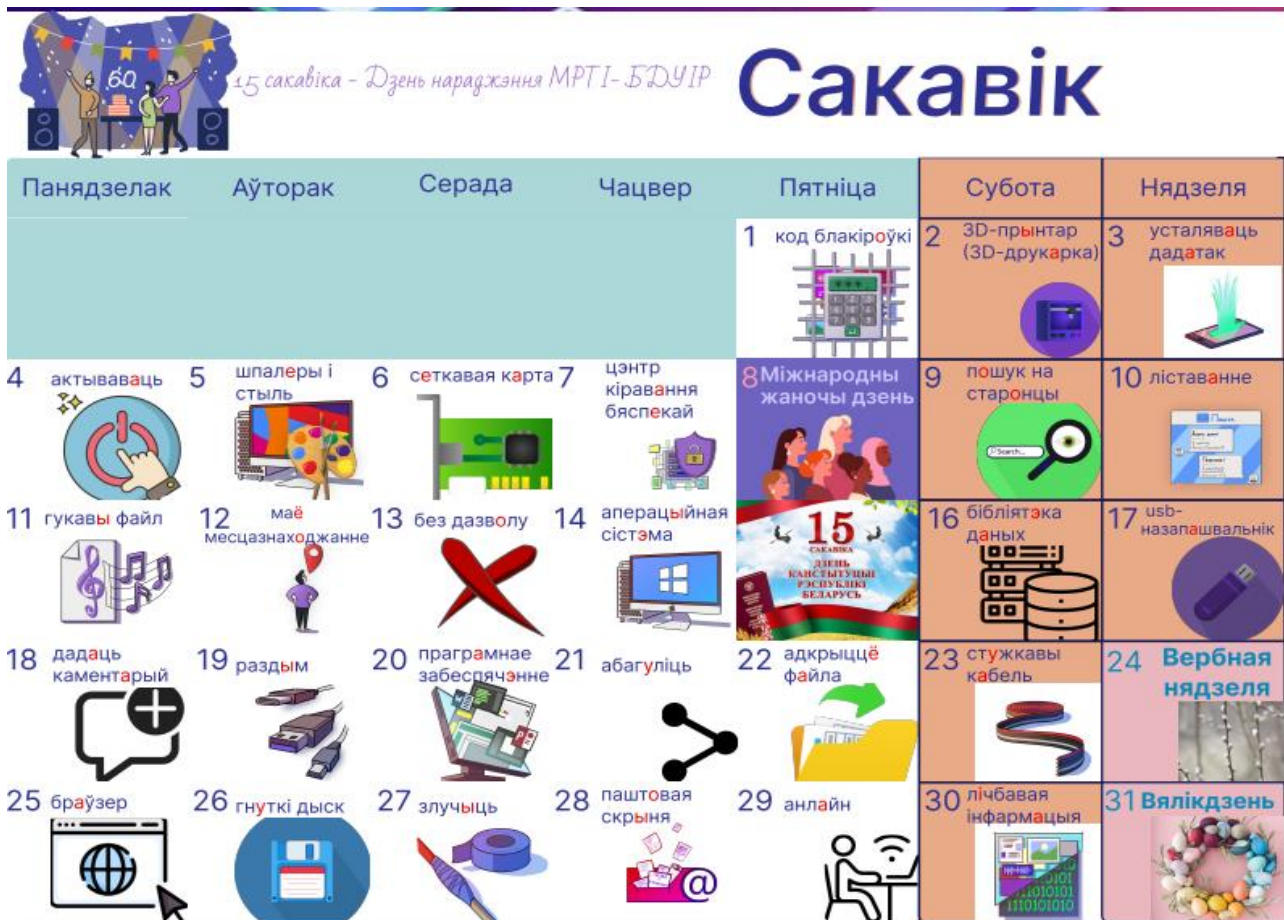 60
15 сакавіка - Дзень нараджэння МРТІ- БДУІР
Сакавік
Панядзелак
Аўторак
Серада
Чацвер
Пятніца
Субота
Нядзеля
1 код блакіроўкі
2 3D-прынтар
(3D-друкарка)
3 усталяваць
дадатак
4 актываваць
5 шпалеры і
стыль
6 сеткавая карта
7 цэнтр
кіравання
бяспекай
8 Міжнародны
жаночы дзень
9 пошук на
старонцы
Search...
10 ліставанне
11 гукавы файл
12 маё
месцазнаходжанне
13 без дазволу
14 аперацыйная
сістэма
15
САКАВІКА
ДЗЕНЬ
КАНСТЫТУЦЫІ
РЭСПУБЛІКІ
БЕЛАРУСЬ
16 бібліятэка
даных
17 usb-
назапашвальнік
18 дадаць
каментарый
19 раздым
20 праграмнае
забеспячэнне
21 абагуліць
22 адкрыццё
файла
23 стужкавы
кабель
24 Вербная
нядзеля
25 браўзер
26 гнуткі дыск
27 злучыць
28 паштовая
скрыня
@
29 анлайн
30 лічбавая
інфармацыя
31 Вялікдзень